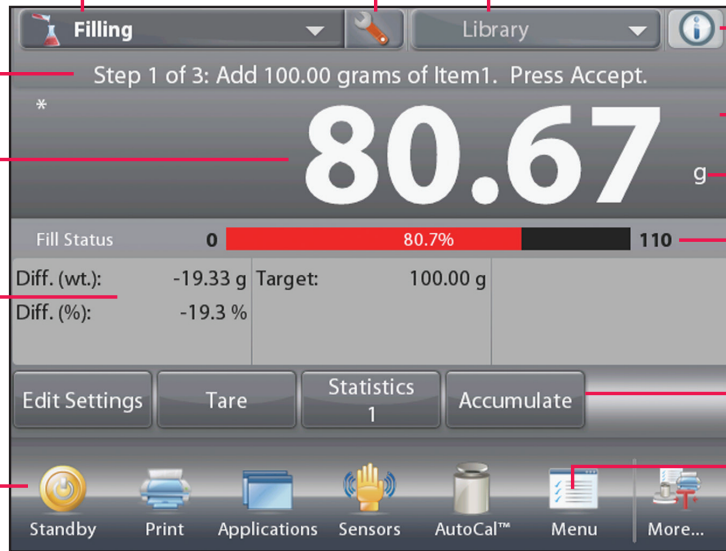 Filling Library
Step 1 of 3: Add 100.00 grams of Item1. Press Accept.
*
80.67 g
Fill Status 0 80.7% 110
Diff. (wt.): -19.33 g Target: 100.00 g
Diff. (%): -19.3 %
Edit Settings Tare Statistics 1 Accumulate
Standby Print Applications Sensors AutoCal™ Menu More...